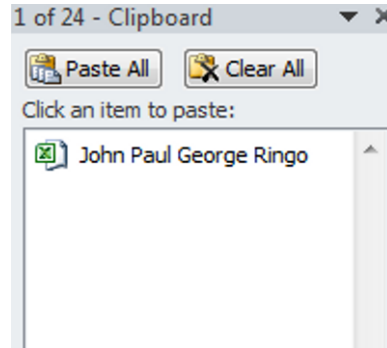 1 of 24 - Clipboard
Paste All Clear All
Click an item to paste:
John Paul George Ringo